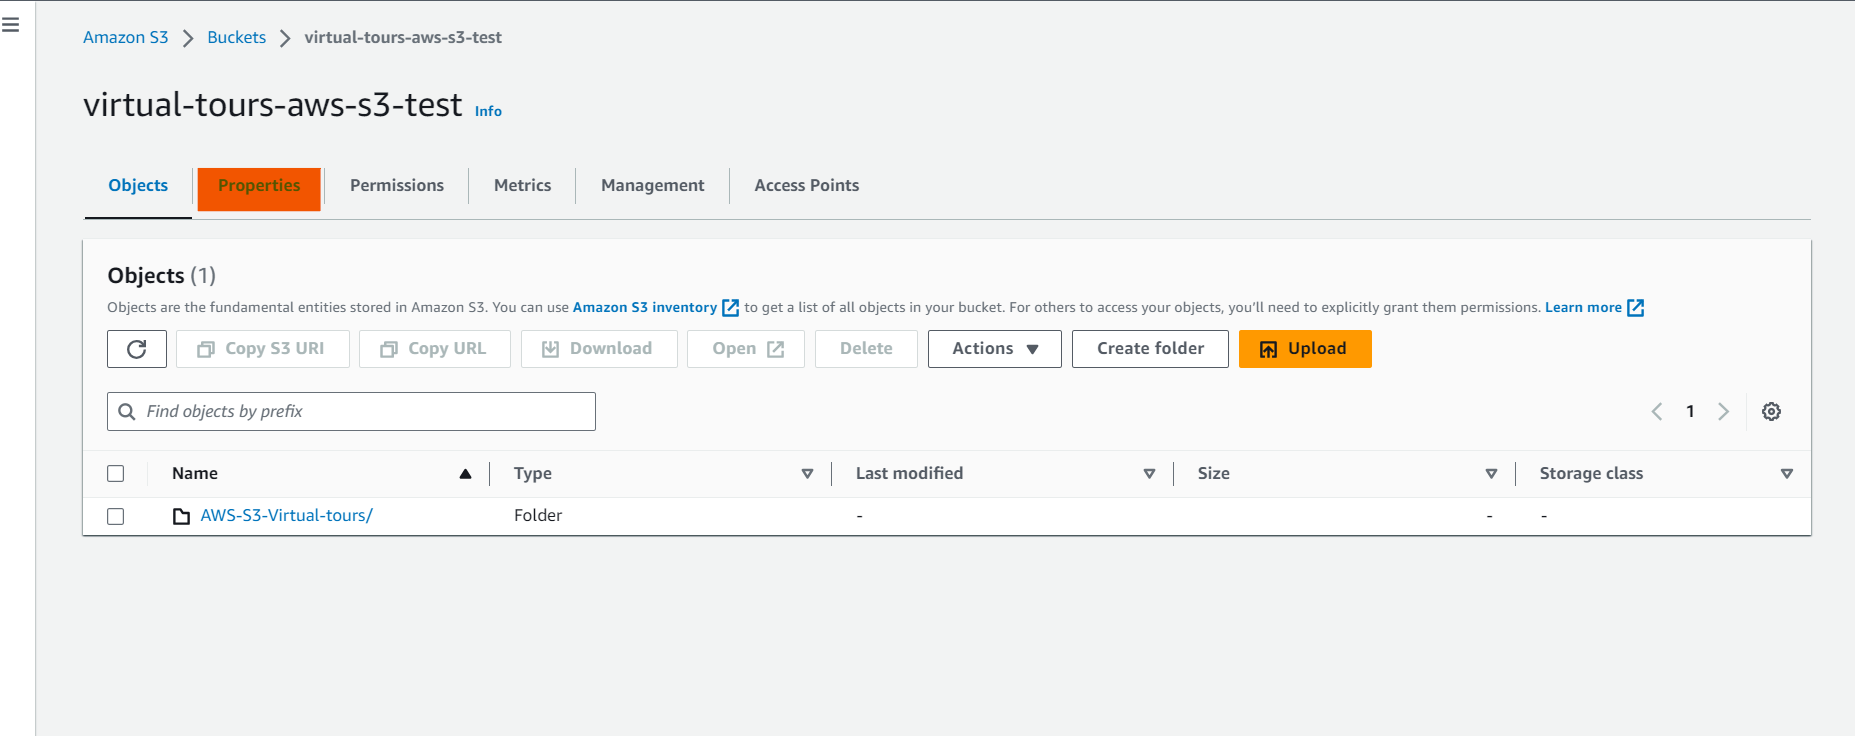 Amazon S3 > Buckets > virtual-tours-aws-s3-test
virtual-tours-aws-s3-test Info
Objects Properties Permissions Metrics Management Access Points
Objects (1)
Objects are the fundamental entities stored in Amazon S3. You can use Amazon S3 inventory to get a list of all objects in your bucket. For others to access your objects, you'll need to explicitly grant them permissions. Learn more
Copy S3 URI Copy URL Download Open Delete Actions Create folder Upload
Find objects by prefix
1
Name Type Last modified Size Storage class
AWS-S3-Virtual-tours/ Folder - - -